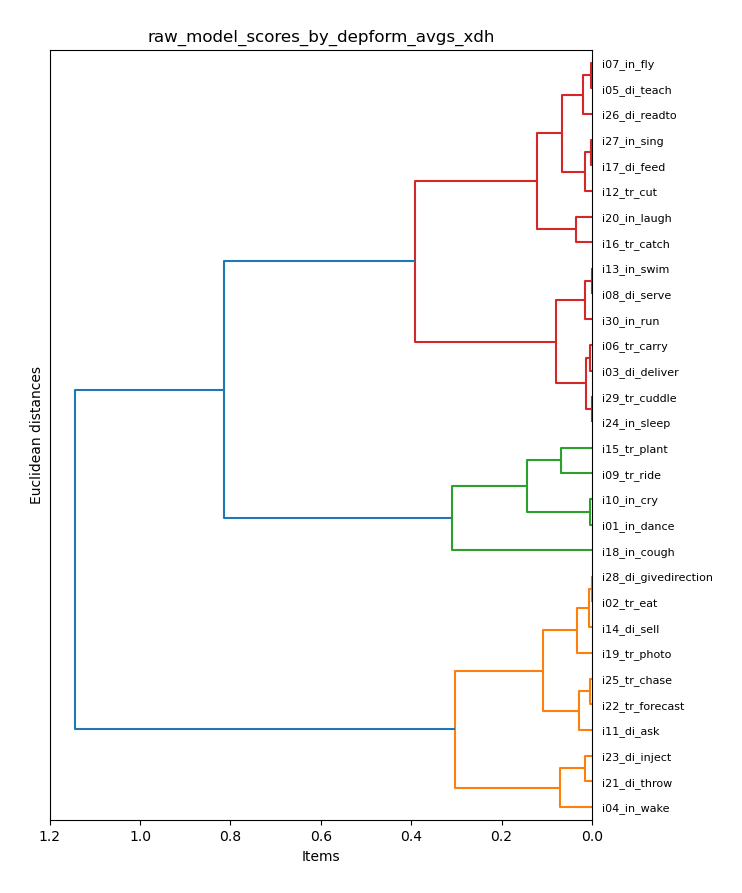 raw_model_scores_by_depform_avgs_xdh
i07_in_fly
i05_di_teach
i26_di_readto
i27_in_sing
i17_di_feed
i12_tr_cut
i20_in_laugh
i16_tr_catch
i13_in_swim
i08_di_serve
i30_in_run
i06_tr_carry
i03_di_deliver
i29_tr_cuddle
i24_in_sleep
i15_tr_plant
i09_tr_ride
i10_in_cry
i01_in_dance
i18_in_cough
i28_di_givedirection
i02_tr_eat
i14_di_sell
i19_tr_photo
i25_tr_chase
i22_tr_forecast
i11_di_ask
i23_di_inject
i21_di_throw
i04_in_wake
Euclidean distances
1.2 1.0 0.8 0.6 0.4 0.2 0.0
Items